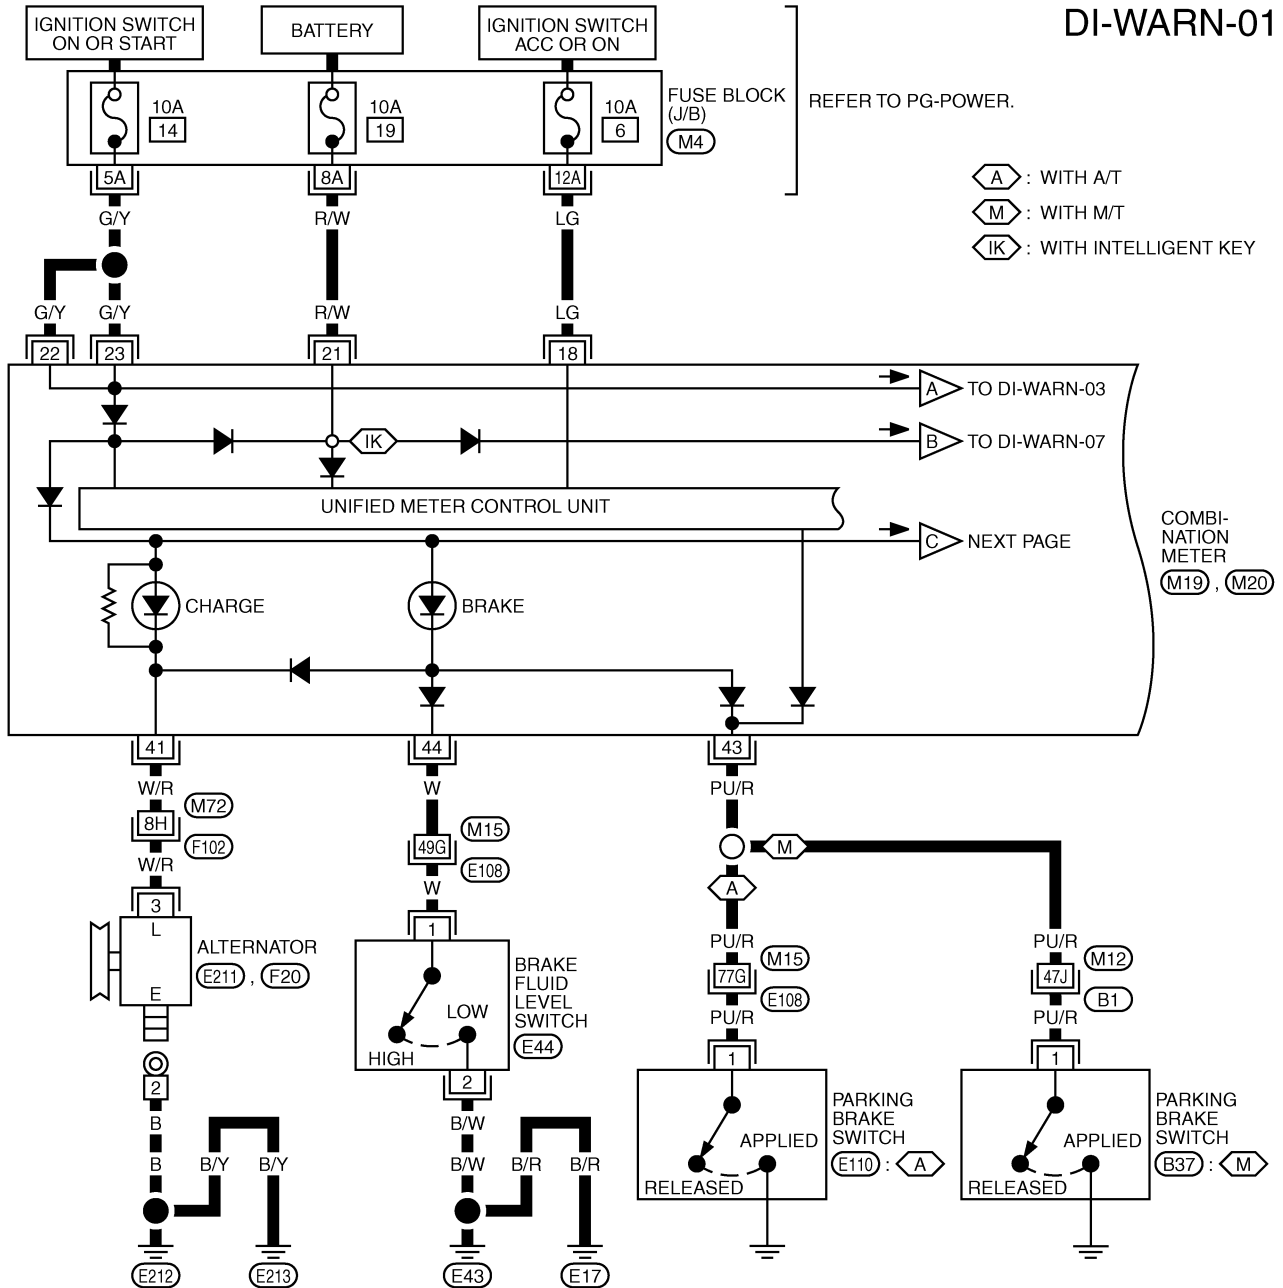 DI-WARN-01
IGNITION SWITCH
ON OR START
BATTERY
IGNITION SWITCH
ACC OR ON
10A
14
10A
19
10A
6
FUSE BLOCK
(J/B)
M4
REFER TO PG-POWER.
5A
8A
12A
A : WITH A/T
M : WITH M/T
IK : WITH INTELLIGENT KEY
G/Y
R/W
LG
G/Y
G/Y
R/W
LG
22
23
21
18
A TO DI-WARN-03
IK
B TO DI-WARN-07
UNIFIED METER CONTROL UNIT
C NEXT PAGE
COMBI-
NATION
METER
M19 , M20
CHARGE
BRAKE
41
44
43
W/R
W
PU/R
M72
8H
F102
W/R
M15
49G
E108
W
M
A
3
L
E
ALTERNATOR
E211 , F20
1
BRAKE
FLUID
LEVEL
SWITCH
E44
LOW
HIGH
PU/R
M15
77G
E108
PU/R
PU/R
M12
47J
B1
PU/R
2
2
1
1
PARKING
BRAKE
SWITCH
E110 : A
APPLIED
RELEASED
PARKING
BRAKE
SWITCH
B37 : M
APPLIED
RELEASED
B
B/W
B
B/Y
B/Y
B/W
B/R
B/R
E212
E213
E43
E17